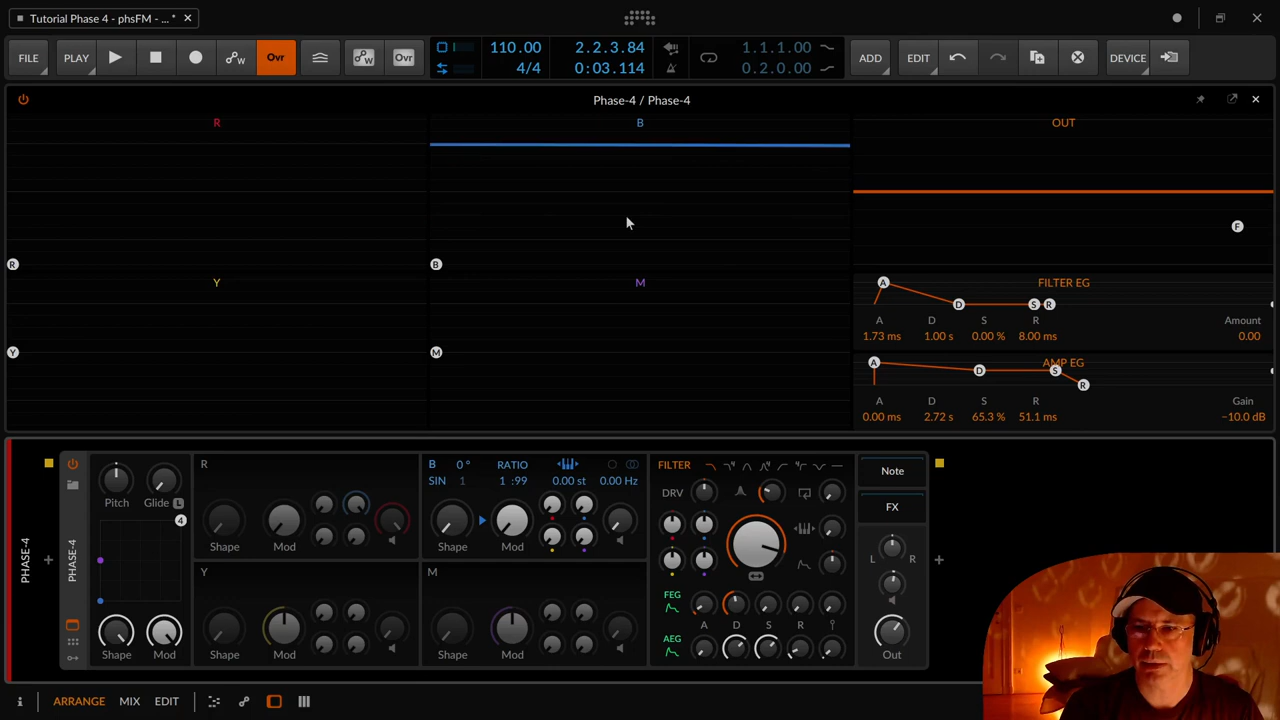 Tutorial Phase 4 - phsFM - ... *
FILE PLAY Ovr Ovr 110.00 4/4 2.2.3.84 0:03.114 1.1.1.00 0.2.0.00 ADD EDIT DEVICE
Phase-4 / Phase-4
R B OUT
F
R B
Y M FILTER EG
A D S R
A D S R Amount
1.73 ms 1.00 s 0.00 % 8.00 ms 0.00
Y M
AMP EG
A D S R
A D S R Gain
0.00 ms 2.72 s 65.3 % 51.1 ms −10.0 dB
PHASE-4
PHASE-4
Pitch Glide L
4
Shape Mod
R
Shape Mod
B 0° RATIO
SIN 1 1 :99 0.00 st 0.00 Hz
Shape Mod
Y
Shape Mod
M
Shape Mod
FILTER
DRV
FEG
A D S R
AEG
Note
FX
L R
Out
i ARRANGE MIX EDIT